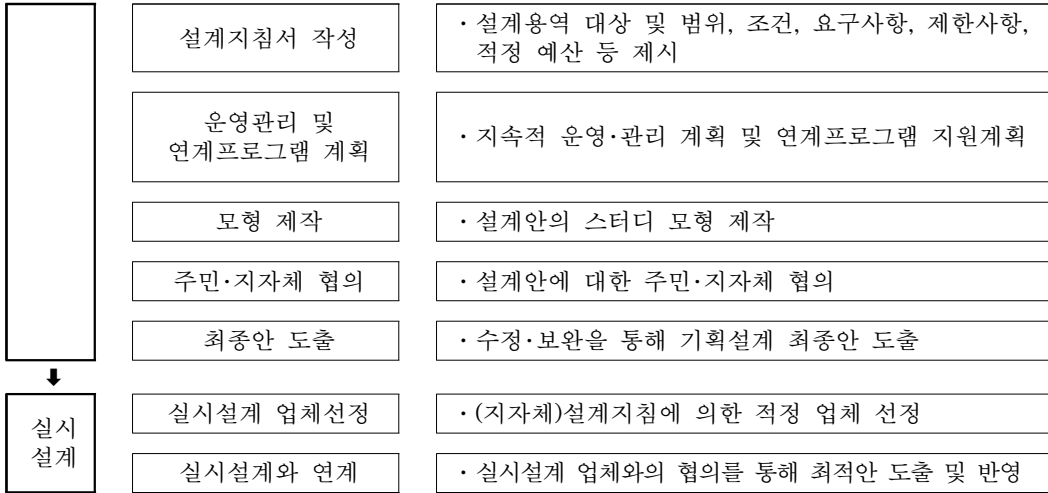 설계지침서 작성
· 설계용역 대상 및 범위, 조건, 요구사항, 제한사항,
적정 예산 등 제시
운영관리 및
연계프로그램 계획
· 지속적 운영·관리 계획 및 연계프로그램 지원계획
모형 제작
· 설계안의 스터디 모형 제작
주민·지자체 협의
· 설계안에 대한 주민·지자체 협의
최종안 도출
· 수정·보완을 통해 기획설계 최종안 도출
실시
설계
실시설계 업체선정
· (지자체)설계지침에 의한 적정 업체 선정
실시설계와 연계
· 실시설계 업체와의 협의를 통해 최적안 도출 및 반영